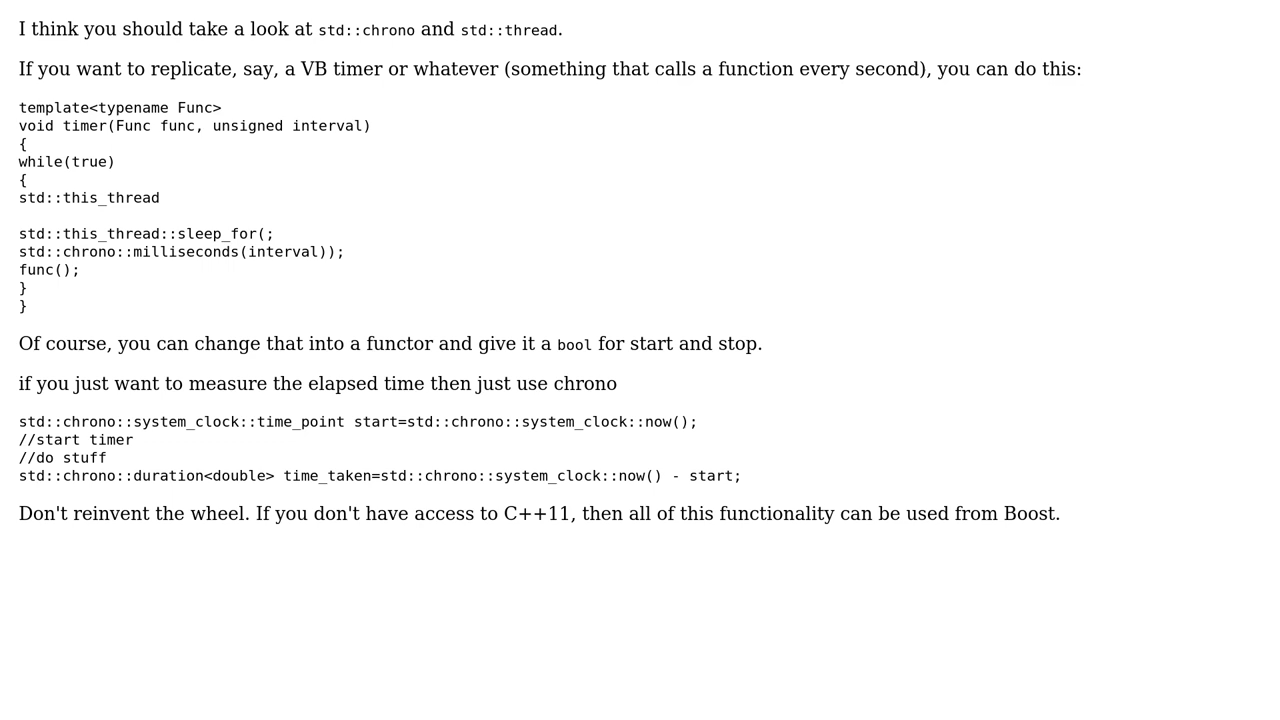 I think you should take a look at std::chrono and std::thread.
If you want to replicate, say, a VB timer or whatever (something that calls a function every second), you can do this:
template<typename Func>
void timer(Func func, unsigned interval)
{
while(true)
{
std::this_thread
std::this_thread::sleep_for(;
std::chrono::milliseconds(interval));
func();
}
}
Of course, you can change that into a functor and give it a bool for start and stop.
if you just want to measure the elapsed time then just use chrono
std::chrono::system_clock::time_point start=std::chrono::system_clock::now();
//start timer
//do stuff
std::chrono::duration<double> time_taken=std::chrono::system_clock::now() - start;
Don't reinvent the wheel. If you don't have access to C++11, then all of this functionality can be used from Boost.